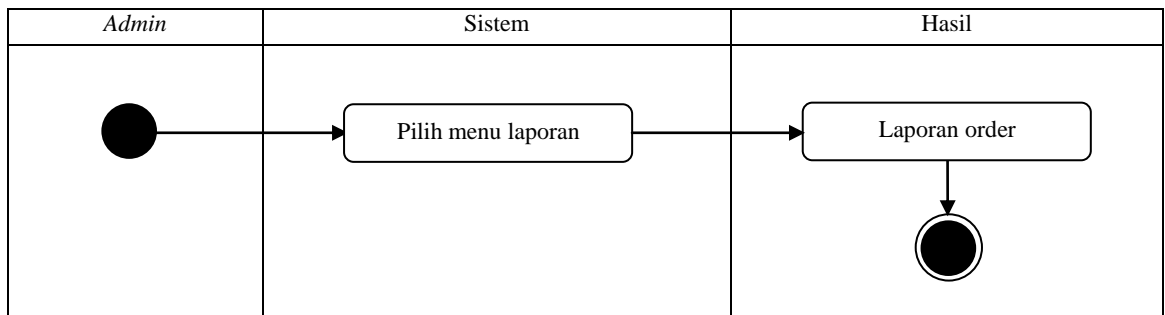 Admin
Sistem
Hasil
Pilih menu laporan
Laporan order